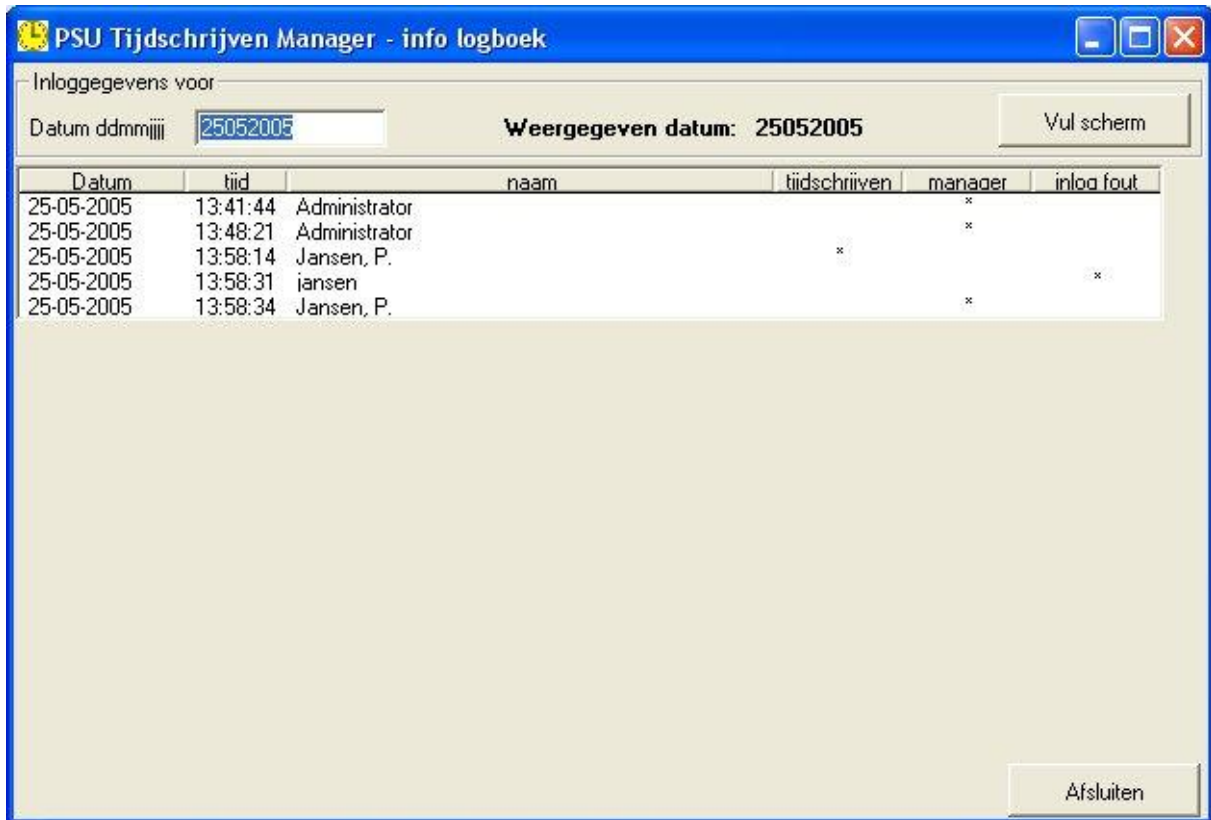 PSU Tijdschrijven Manager - info logboek
Inloggegevens voor
Datum ddmmjjjj 25052005 Weergegeven datum: 25052005 Vul scherm
Datum tijd naam tijdschrijven manager inlog fout
25-05-2005 13:41:44 Administrator *
25-05-2005 13:48:21 Administrator *
25-05-2005 13:58:14 Jansen, P. *
25-05-2005 13:58:31 jansen *
25-05-2005 13:58:34 Jansen, P. *
Afsluiten